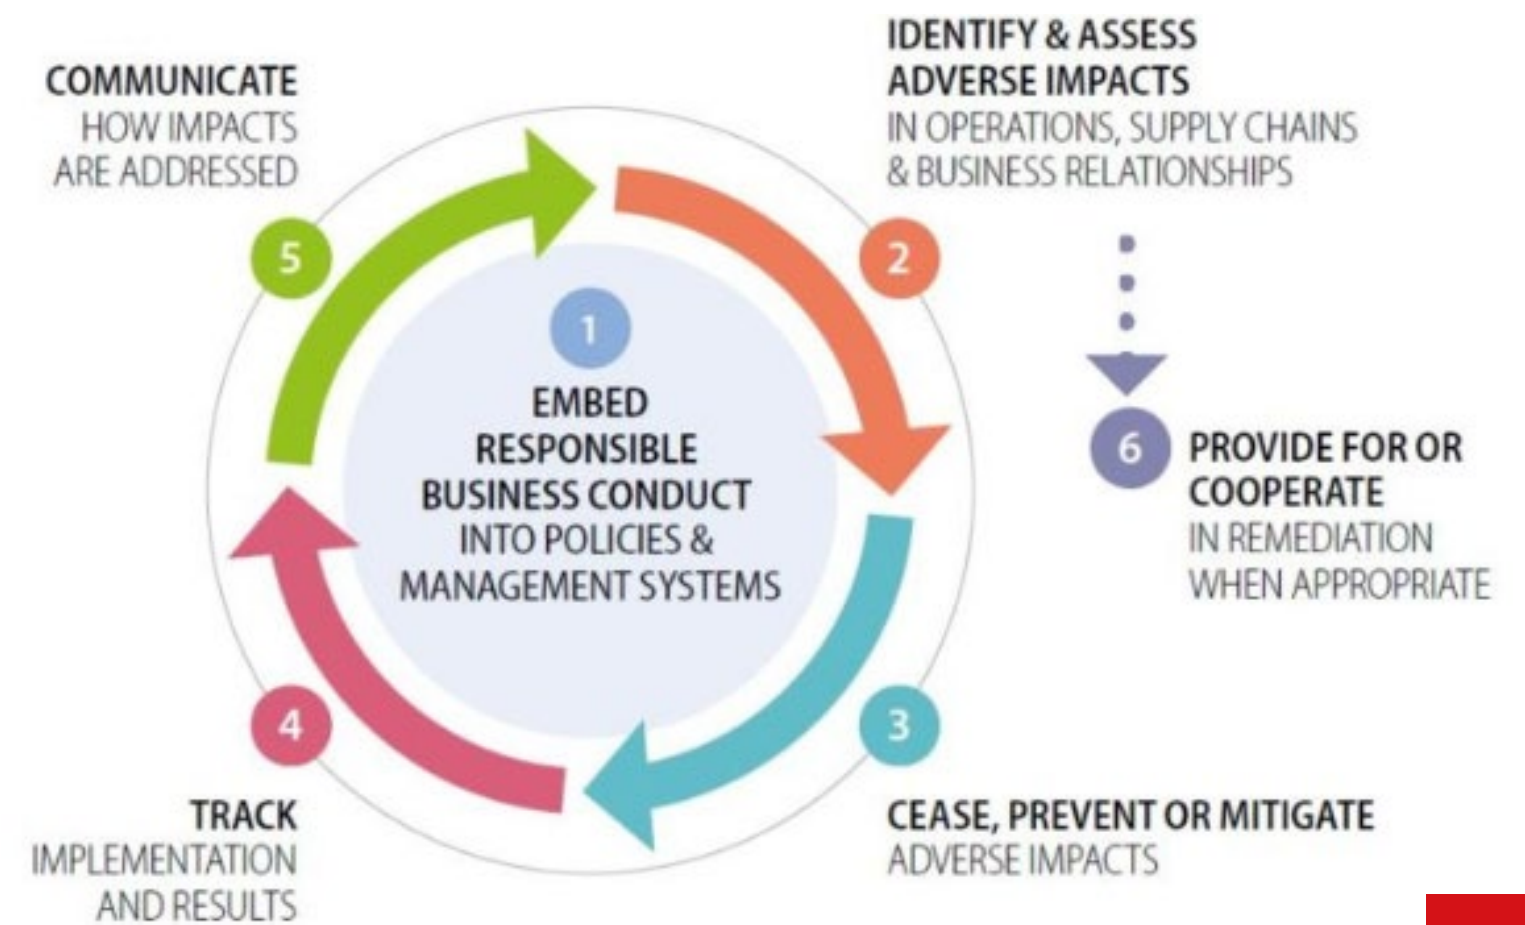 COMMUNICATE
HOW IMPACTS
ARE ADDRESSED
5
IDENTIFY & ASSESS
ADVERSE IMPACTS
IN OPERATIONS, SUPPLY CHAINS
& BUSINESS RELATIONSHIPS
2
1
EMBED
RESPONSIBLE
BUSINESS CONDUCT
INTO POLICIES &
MANAGEMENT SYSTEMS
6
PROVIDE FOR OR
COOPERATE
IN REMEDIATION
WHEN APPROPRIATE
4
TRACK
IMPLEMENTATION
AND RESULTS
3
CEASE, PREVENT OR MITIGATE
ADVERSE IMPACTS